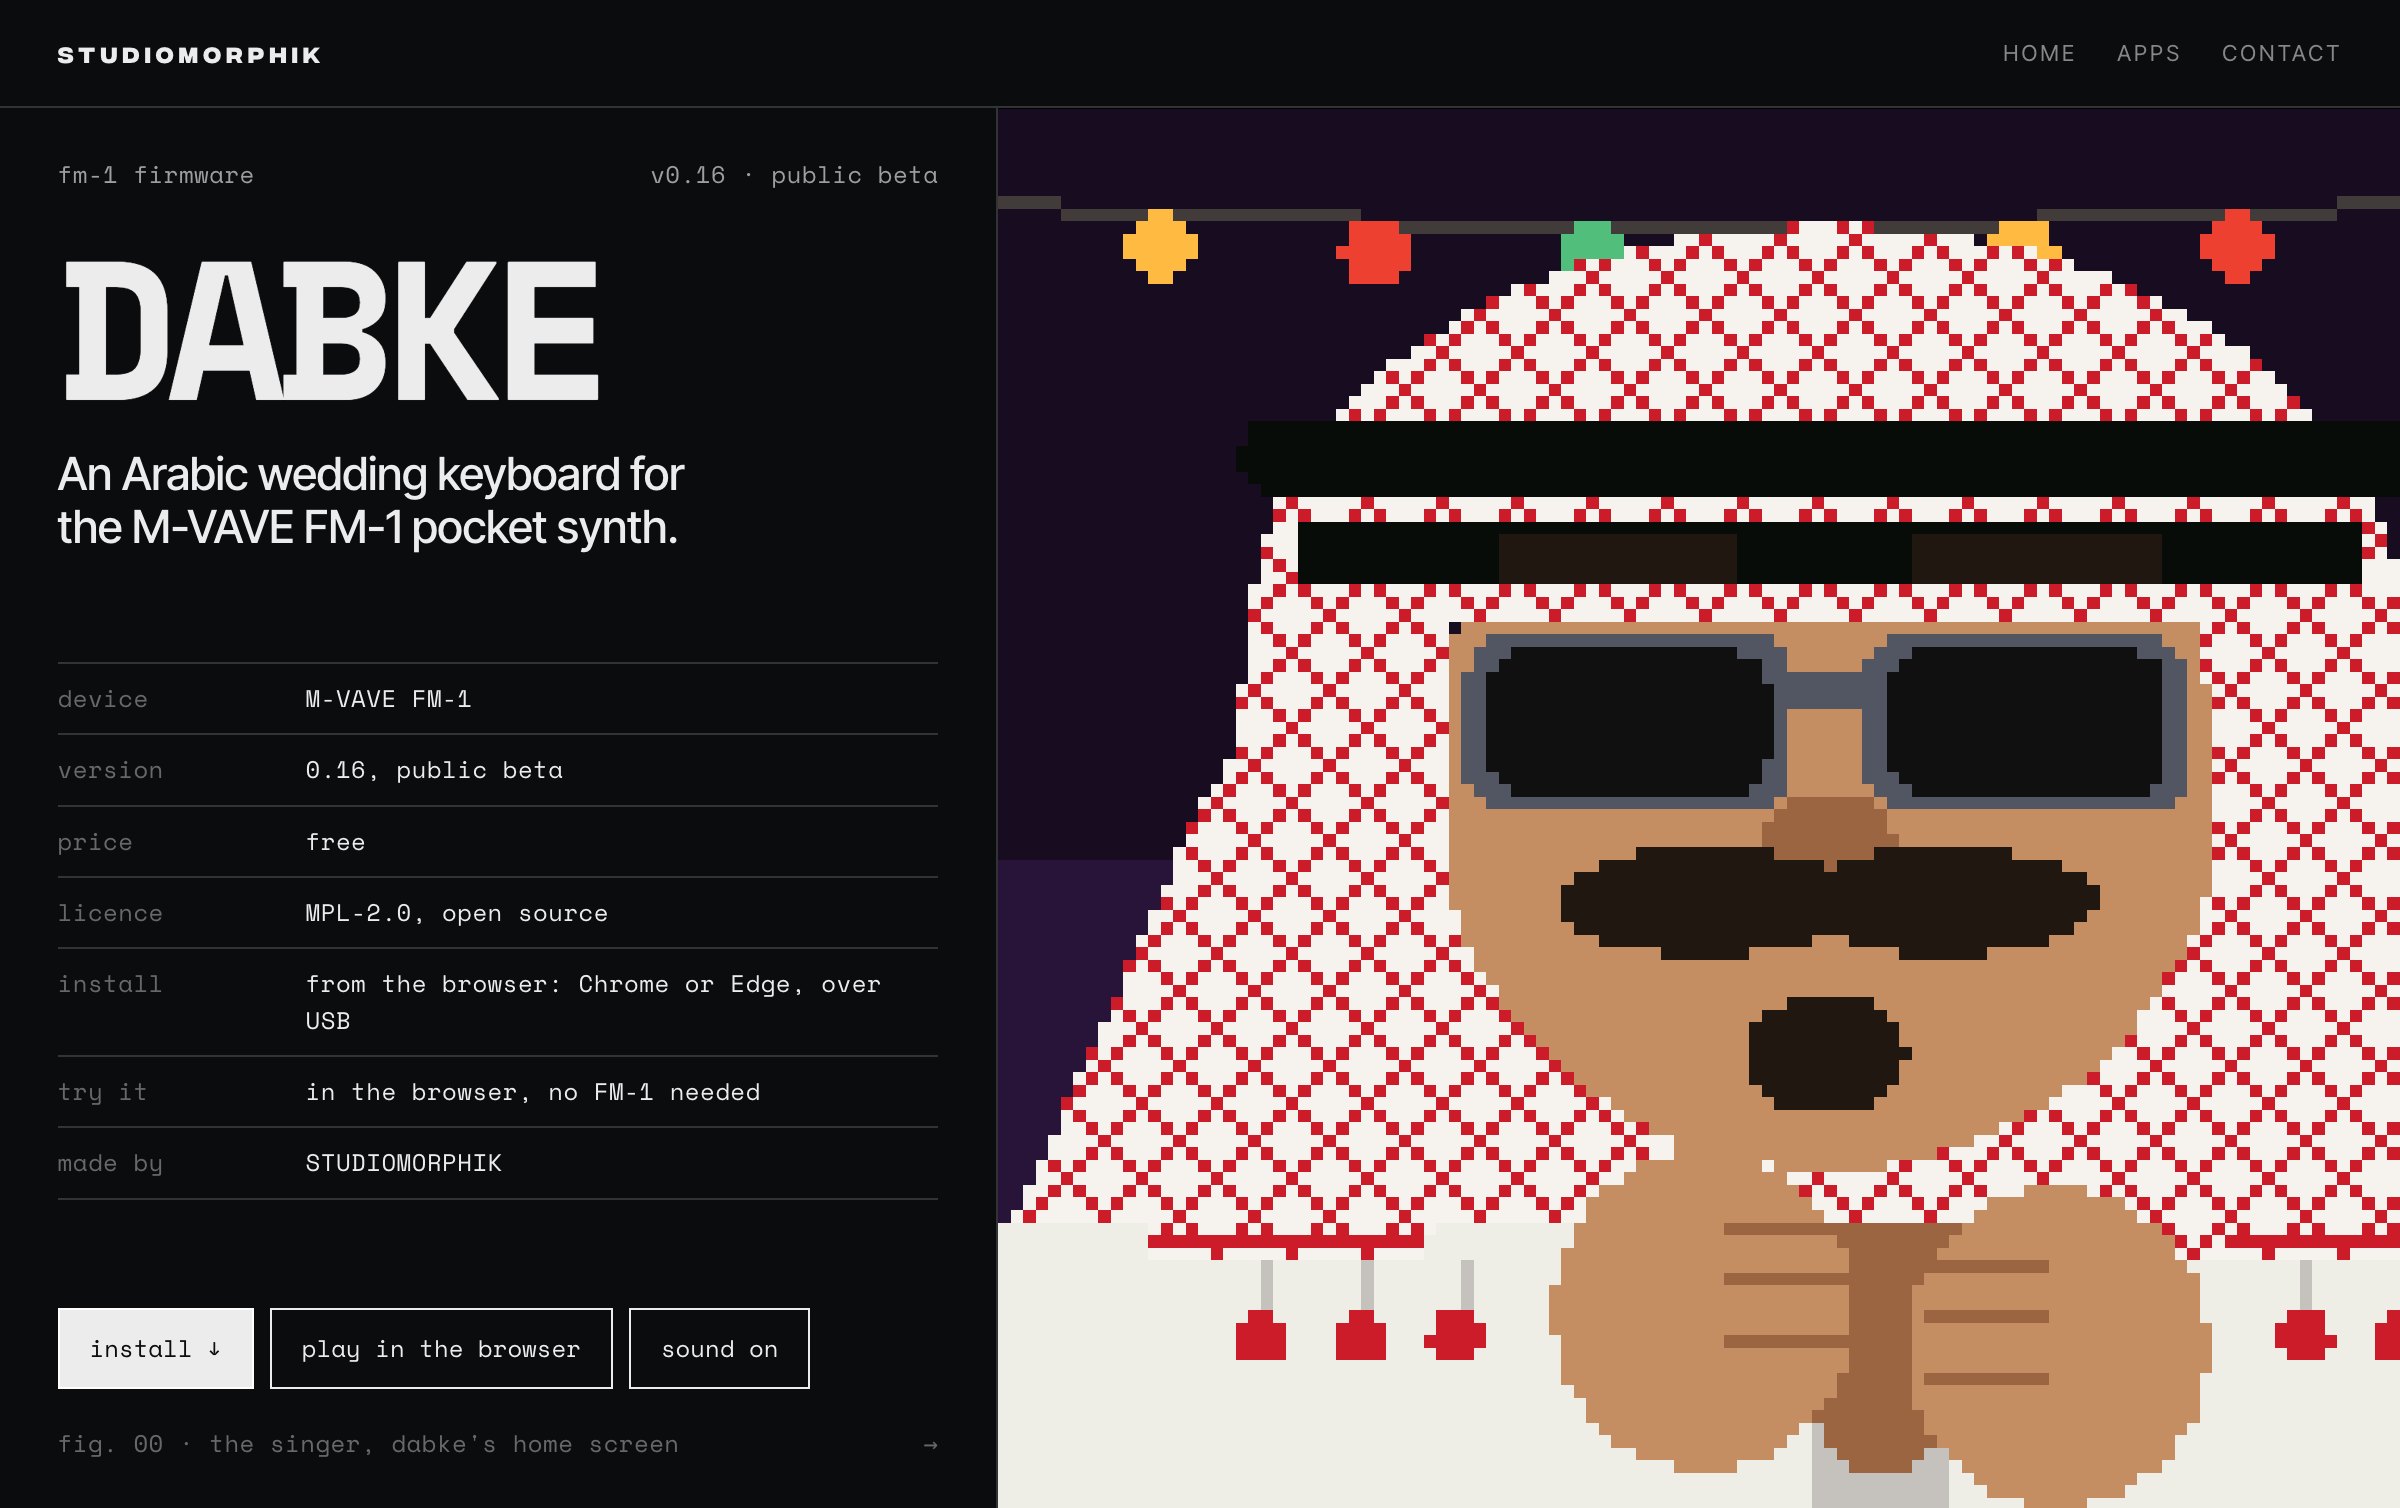 STUDIOMORPHIK
HOME APPS CONTACT
fm-1 firmware
v0.16 · public beta
DABKE
An Arabic wedding keyboard for
the M-VAVE FM-1 pocket synth.
device M-VAVE FM-1
version 0.16, public beta
price free
licence MPL-2.0, open source
install from the browser: Chrome or Edge, over
USB
try it in the browser, no FM-1 needed
made by STUDIOMORPHIK
install ↓
play in the browser
sound on
fig. 00 · the singer, dabke's home screen →